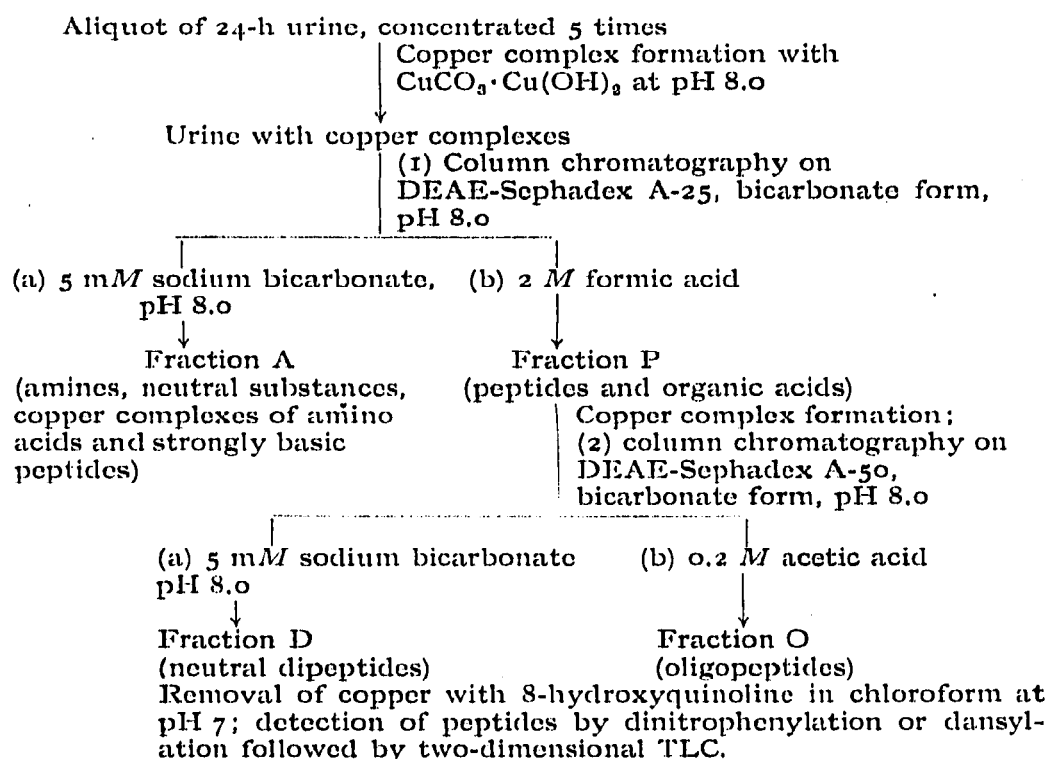 Aliquot of 24-h urine, concentrated 5 times
Copper complex formation with
CuCO₃·Cu(OH)₂ at pH 8.0
Urine with copper complexes
(1) Column chromatography on
DEAE-Sephadex A-25, bicarbonate form,
pH 8.0
(a) 5 mM sodium bicarbonate,
pH 8.0
(b) 2 M formic acid
Fraction A
(amines, neutral substances,
copper complexes of amino
acids and strongly basic
peptides)
Fraction P
(peptides and organic acids)
Copper complex formation;
(2) column chromatography on
DEAE-Sephadex A-50,
bicarbonate form, pH 8.0
(a) 5 mM sodium bicarbonate
pH 8.0
(b) 0.2 M acetic acid
Fraction D
(neutral dipeptides)
Fraction O
(oligopeptides)
Removal of copper with 8-hydroxyquinoline in chloroform at
pH 7; detection of peptides by dinitrophenylation or dansyl-
ation followed by two-dimensional TLC.